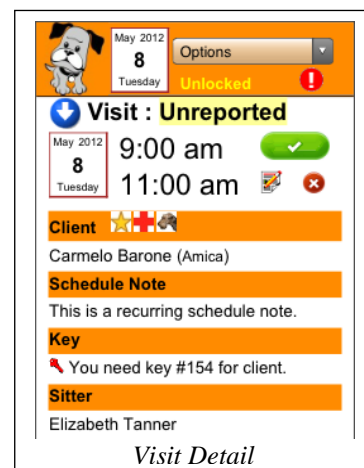 May 2012
8
Tuesday
Options
Unlocked
Visit : Unreported
May 2012
8
Tuesday
9:00 am
11:00 am
Client
Carmelo Barone (Amica)
Schedule Note
This is a recurring schedule note.
Key
You need key #154 for client.
Sitter
Elizabeth Tanner
Visit Detail